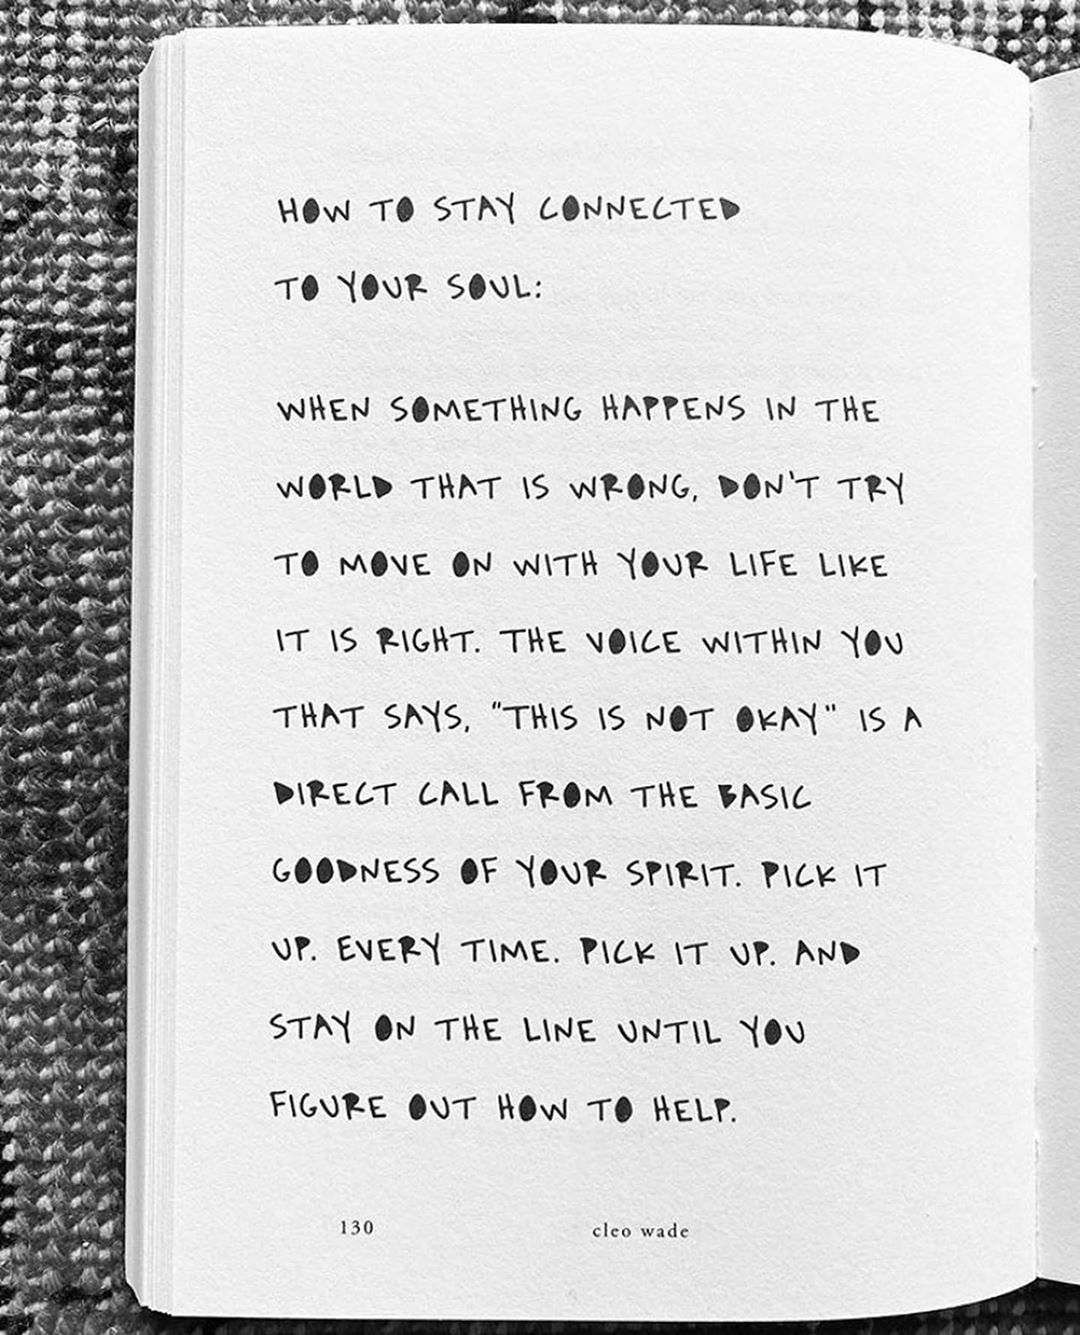 HOW TO STAY CONNECTED
TO YOUR SOUL:
WHEN SOMETHING HAPPENS IN THE
WORLD THAT IS WRONG, DON'T TRY
TO MOVE ON WITH YOUR LIFE LIKE
IT IS RIGHT. THE VOICE WITHIN YOU
THAT SAYS, "THIS IS NOT OKAY" IS A
DIRECT CALL FROM THE BASIC
GOODNESS OF YOUR SPIRIT. PICK IT
UP. EVERY TIME. PICK IT UP. AND
STAY ON THE LINE UNTIL YOU
FIGURE OUT HOW TO HELP.
130 cleo wade